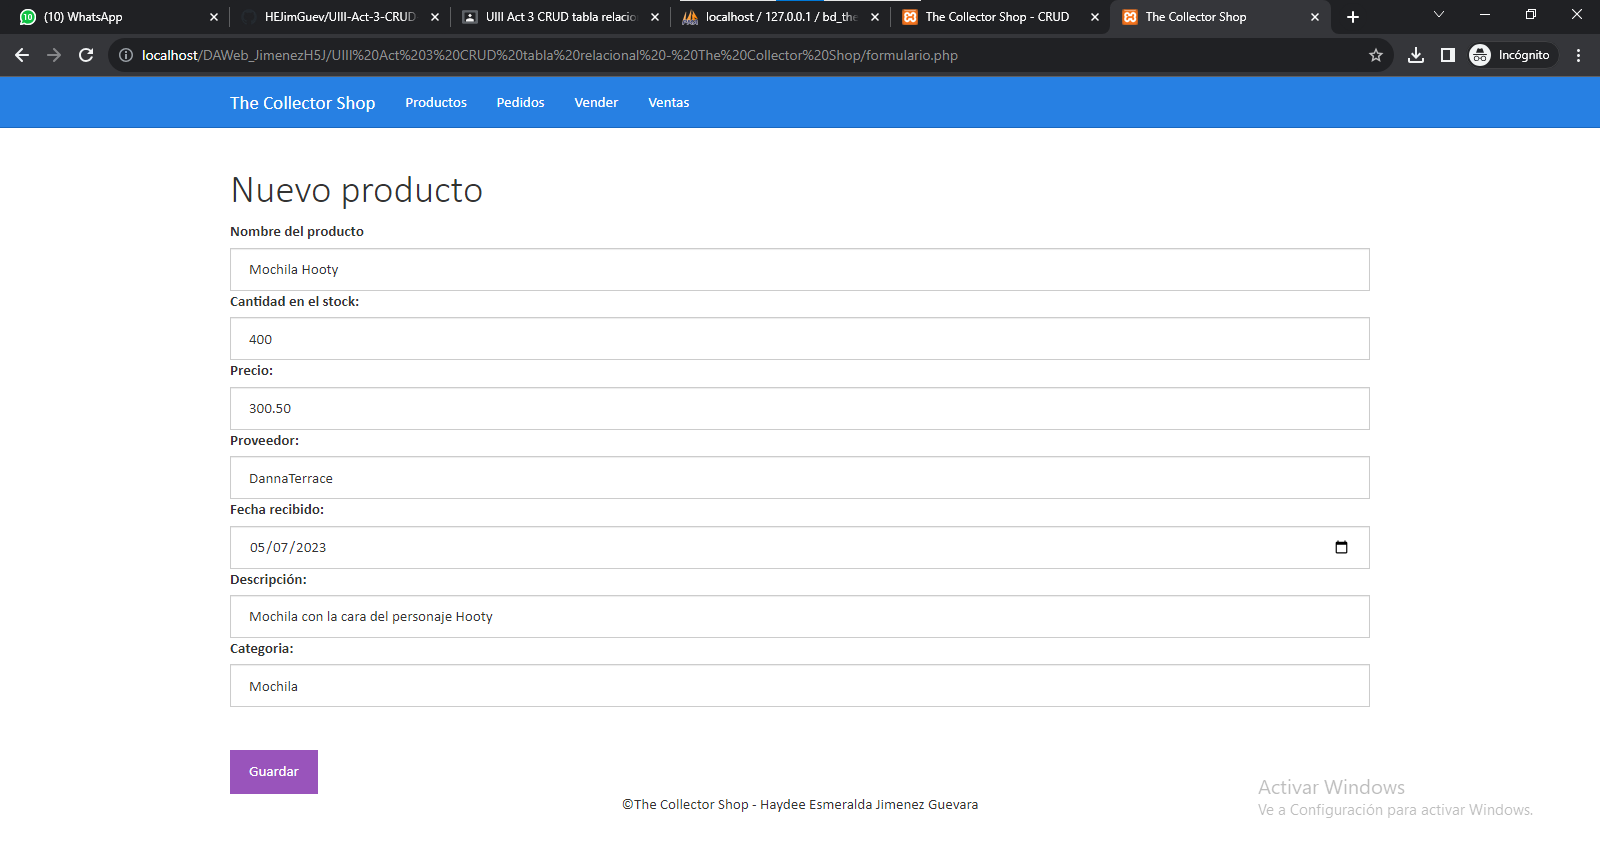 (10) WhatsApp
HEJimGuev/UIII-Act-3-CRUD
UIII Act 3 CRUD tabla relacio
localhost / 127.0.0.1 / bd_the
The Collector Shop - CRUD
The Collector Shop
localhost/DAWeb_JimenezH5J/UIII%20Act%203%20CRUD%20tabla%20relacional%20-%20The%20Collector%20Shop/formulario.php
Incógnito
The Collector Shop Productos Pedidos Vender Ventas
Nuevo producto
Nombre del producto
Mochila Hooty
Cantidad en el stock:
400
Precio:
300.50
Proveedor:
DannaTerrace
Fecha recibido:
05/07/2023
Descripción:
Mochila con la cara del personaje Hooty
Categoria:
Mochila
Guardar
©The Collector Shop - Haydee Esmeralda Jimenez Guevara
Activar Windows
Ve a Configuración para activar Windows.